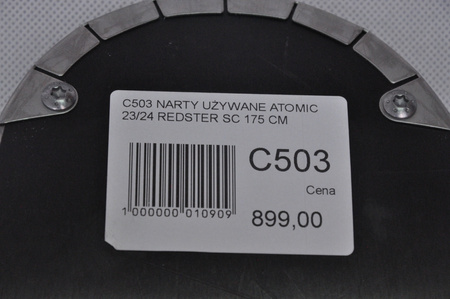 C503 NARTY UŻYWANE ATOMIC
23/24 REDSTER SC 175 CM
C503
Cena
1 000000 010909
899,00